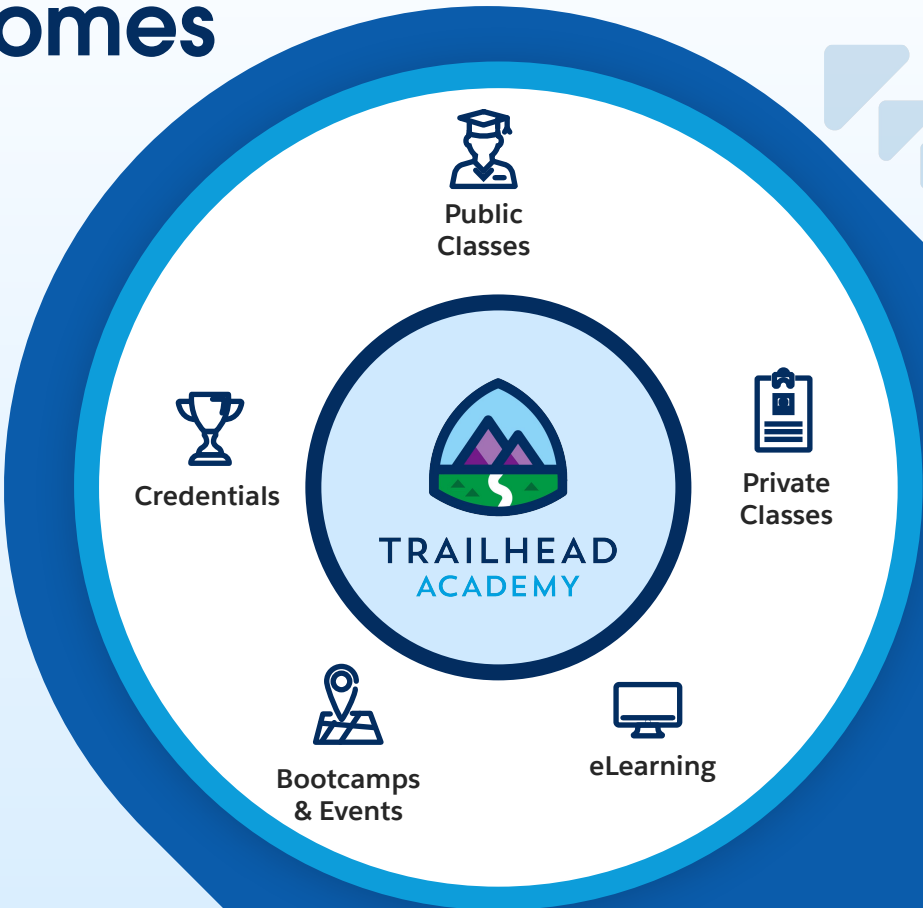 omes
Public
Classes
Credentials
Private
Classes
TRAILHEAD
ACADEMY
Bootcamps
& Events
eLearning